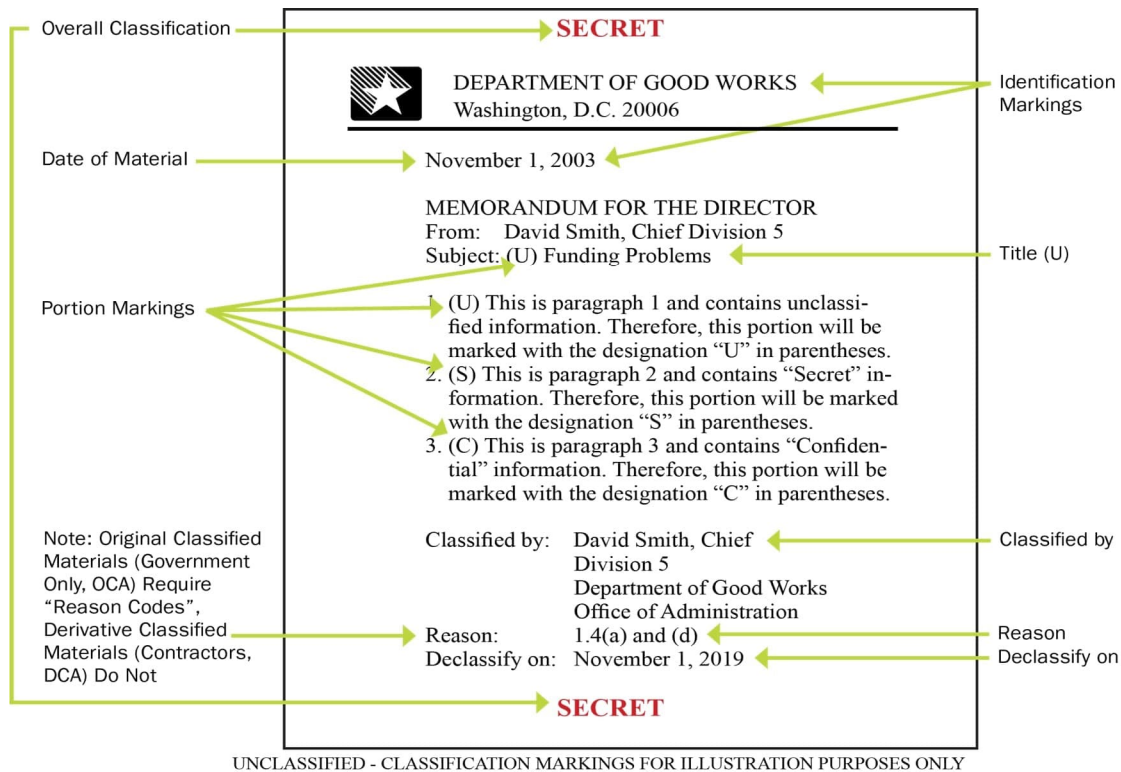 Overall Classification
SECRET
DEPARTMENT OF GOOD WORKS
Washington, D.C. 20006
Identification
Markings
Date of Material
November 1, 2003
MEMORANDUM FOR THE DIRECTOR
From: David Smith, Chief Division 5
Subject: (U) Funding Problems
Title (U)
Portion Markings
1. (U) This is paragraph 1 and contains unclassi-
fied information. Therefore, this portion will be
marked with the designation “U” in parentheses.
2. (S) This is paragraph 2 and contains “Secret” in-
formation. Therefore, this portion will be marked
with the designation “S” in parentheses.
3. (C) This is paragraph 3 and contains “Confiden-
tial” information. Therefore, this portion will be
marked with the designation “C” in parentheses.
Note: Original Classified
Materials (Government
Only, OCA) Require
“Reason Codes”,
Derivative Classified
Materials (Contractors,
DCA) Do Not
Classified by: David Smith, Chief
Division 5
Department of Good Works
Office of Administration
Reason: 1.4(a) and (d)
Declassify on: November 1, 2019
Classified by
Reason
Declassify on
SECRET
UNCLASSIFIED - CLASSIFICATION MARKINGS FOR ILLUSTRATION PURPOSES ONLY